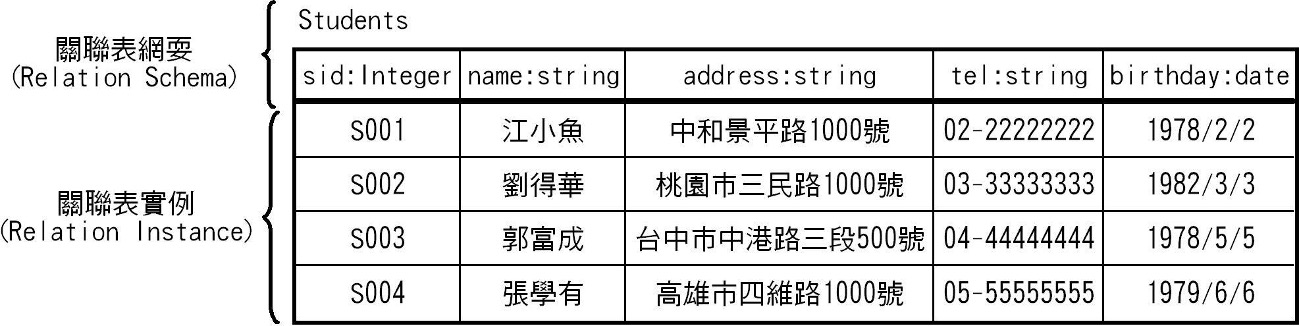 Students
關聯表網要
(Relation Schema)
sid:Integer name:string address:string tel:string birthday:date
關聯表實例
(Relation Instance)
S001 江小魚 中和景平路1000號 02-22222222 1978/2/2
S002 劉得華 桃園市三民路1000號 03-33333333 1982/3/3
S003 郭富成 台中市中港路三段500號 04-44444444 1978/5/5
S004 張學有 高雄市四維路1000號 05-55555555 1979/6/6